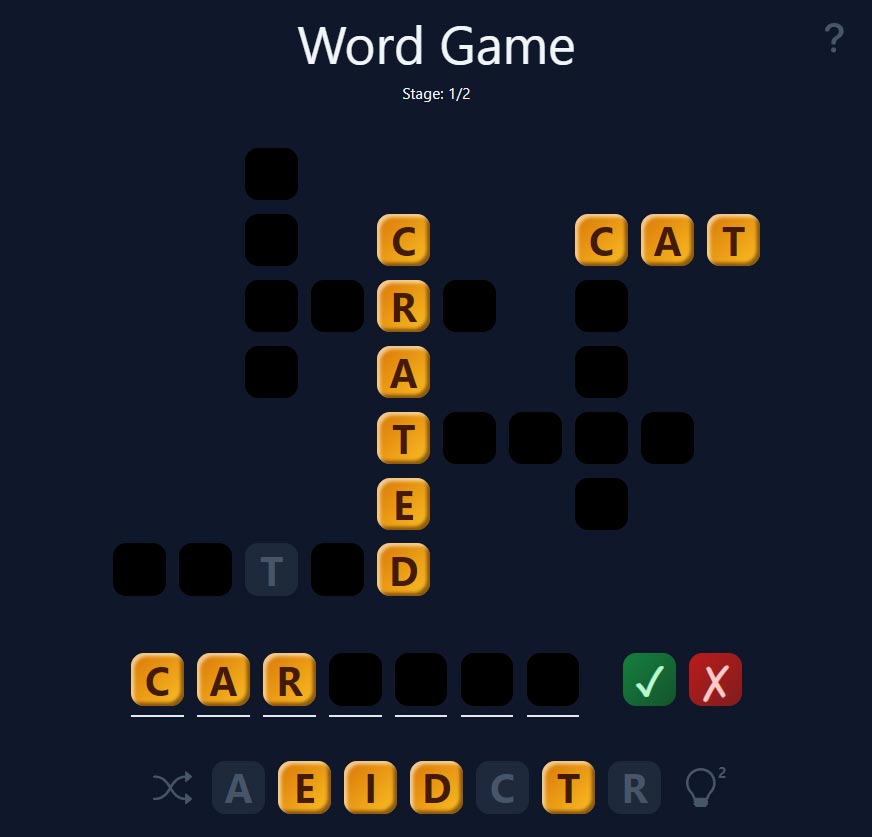 Word Game
?
Stage: 1/2
C C A T
R
A
T
E
T D
C A R ✓ ✗
A E I D C T R 2